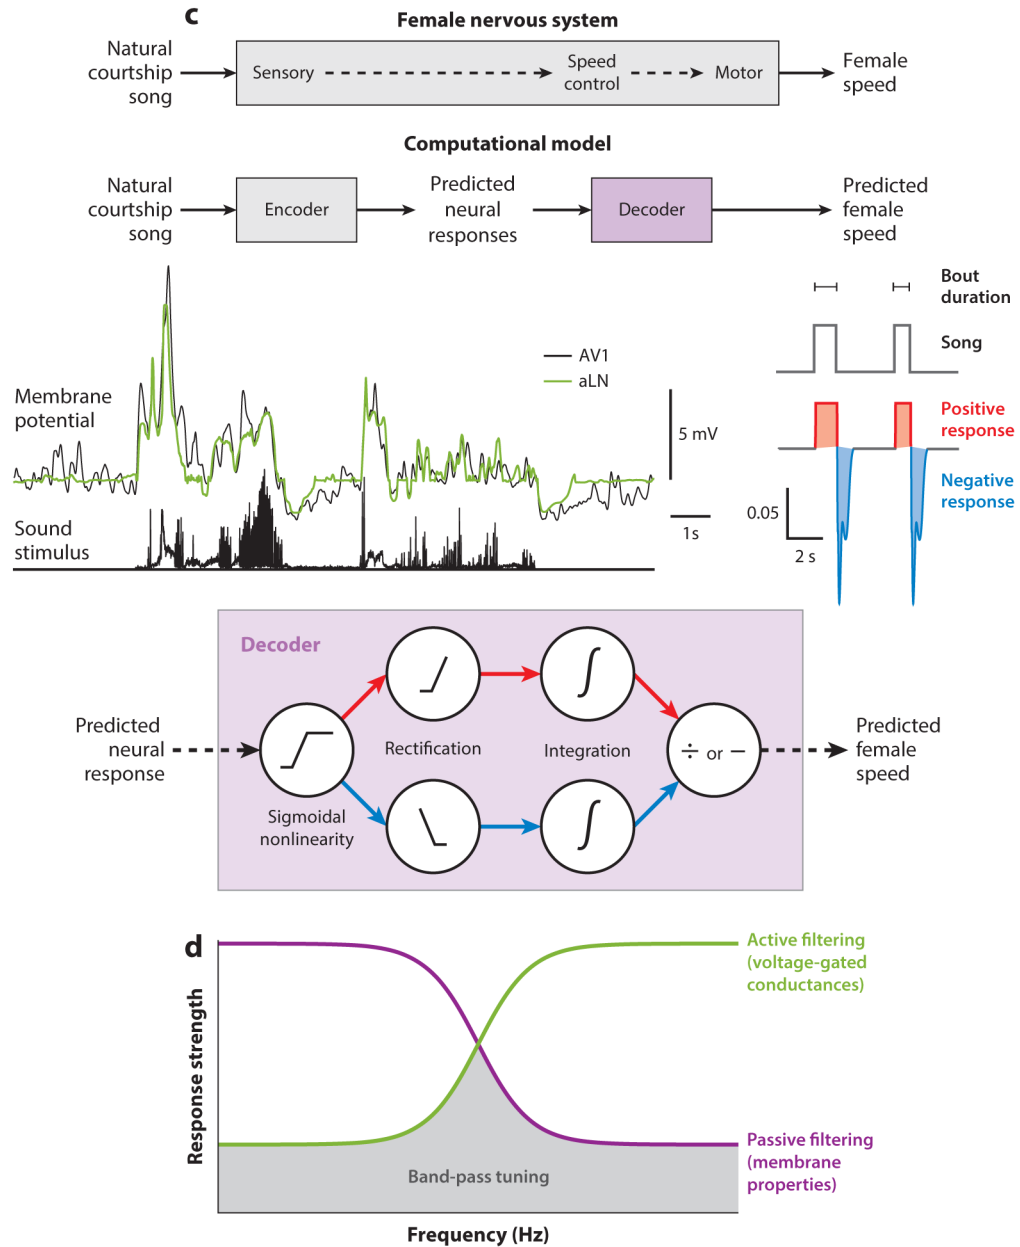 c
Female nervous system
Natural
courtship
song
Sensory
Speed
control
Motor
Female
speed
Computational model
Natural
courtship
song
Encoder
Predicted
neural
responses
Decoder
Predicted
female
speed
Membrane
potential
AV1
aLN
5 mV
1s
Sound
stimulus
Bout
duration
Song
Positive
response
Negative
response
0.05
2 s
Decoder
Predicted
neural
response
Sigmoidal
nonlinearity
Rectification
Integration
÷ or −
Predicted
female
speed
d
Response strength
Active filtering
(voltage-gated
conductances)
Passive filtering
(membrane
properties)
Band-pass tuning
Frequency (Hz)